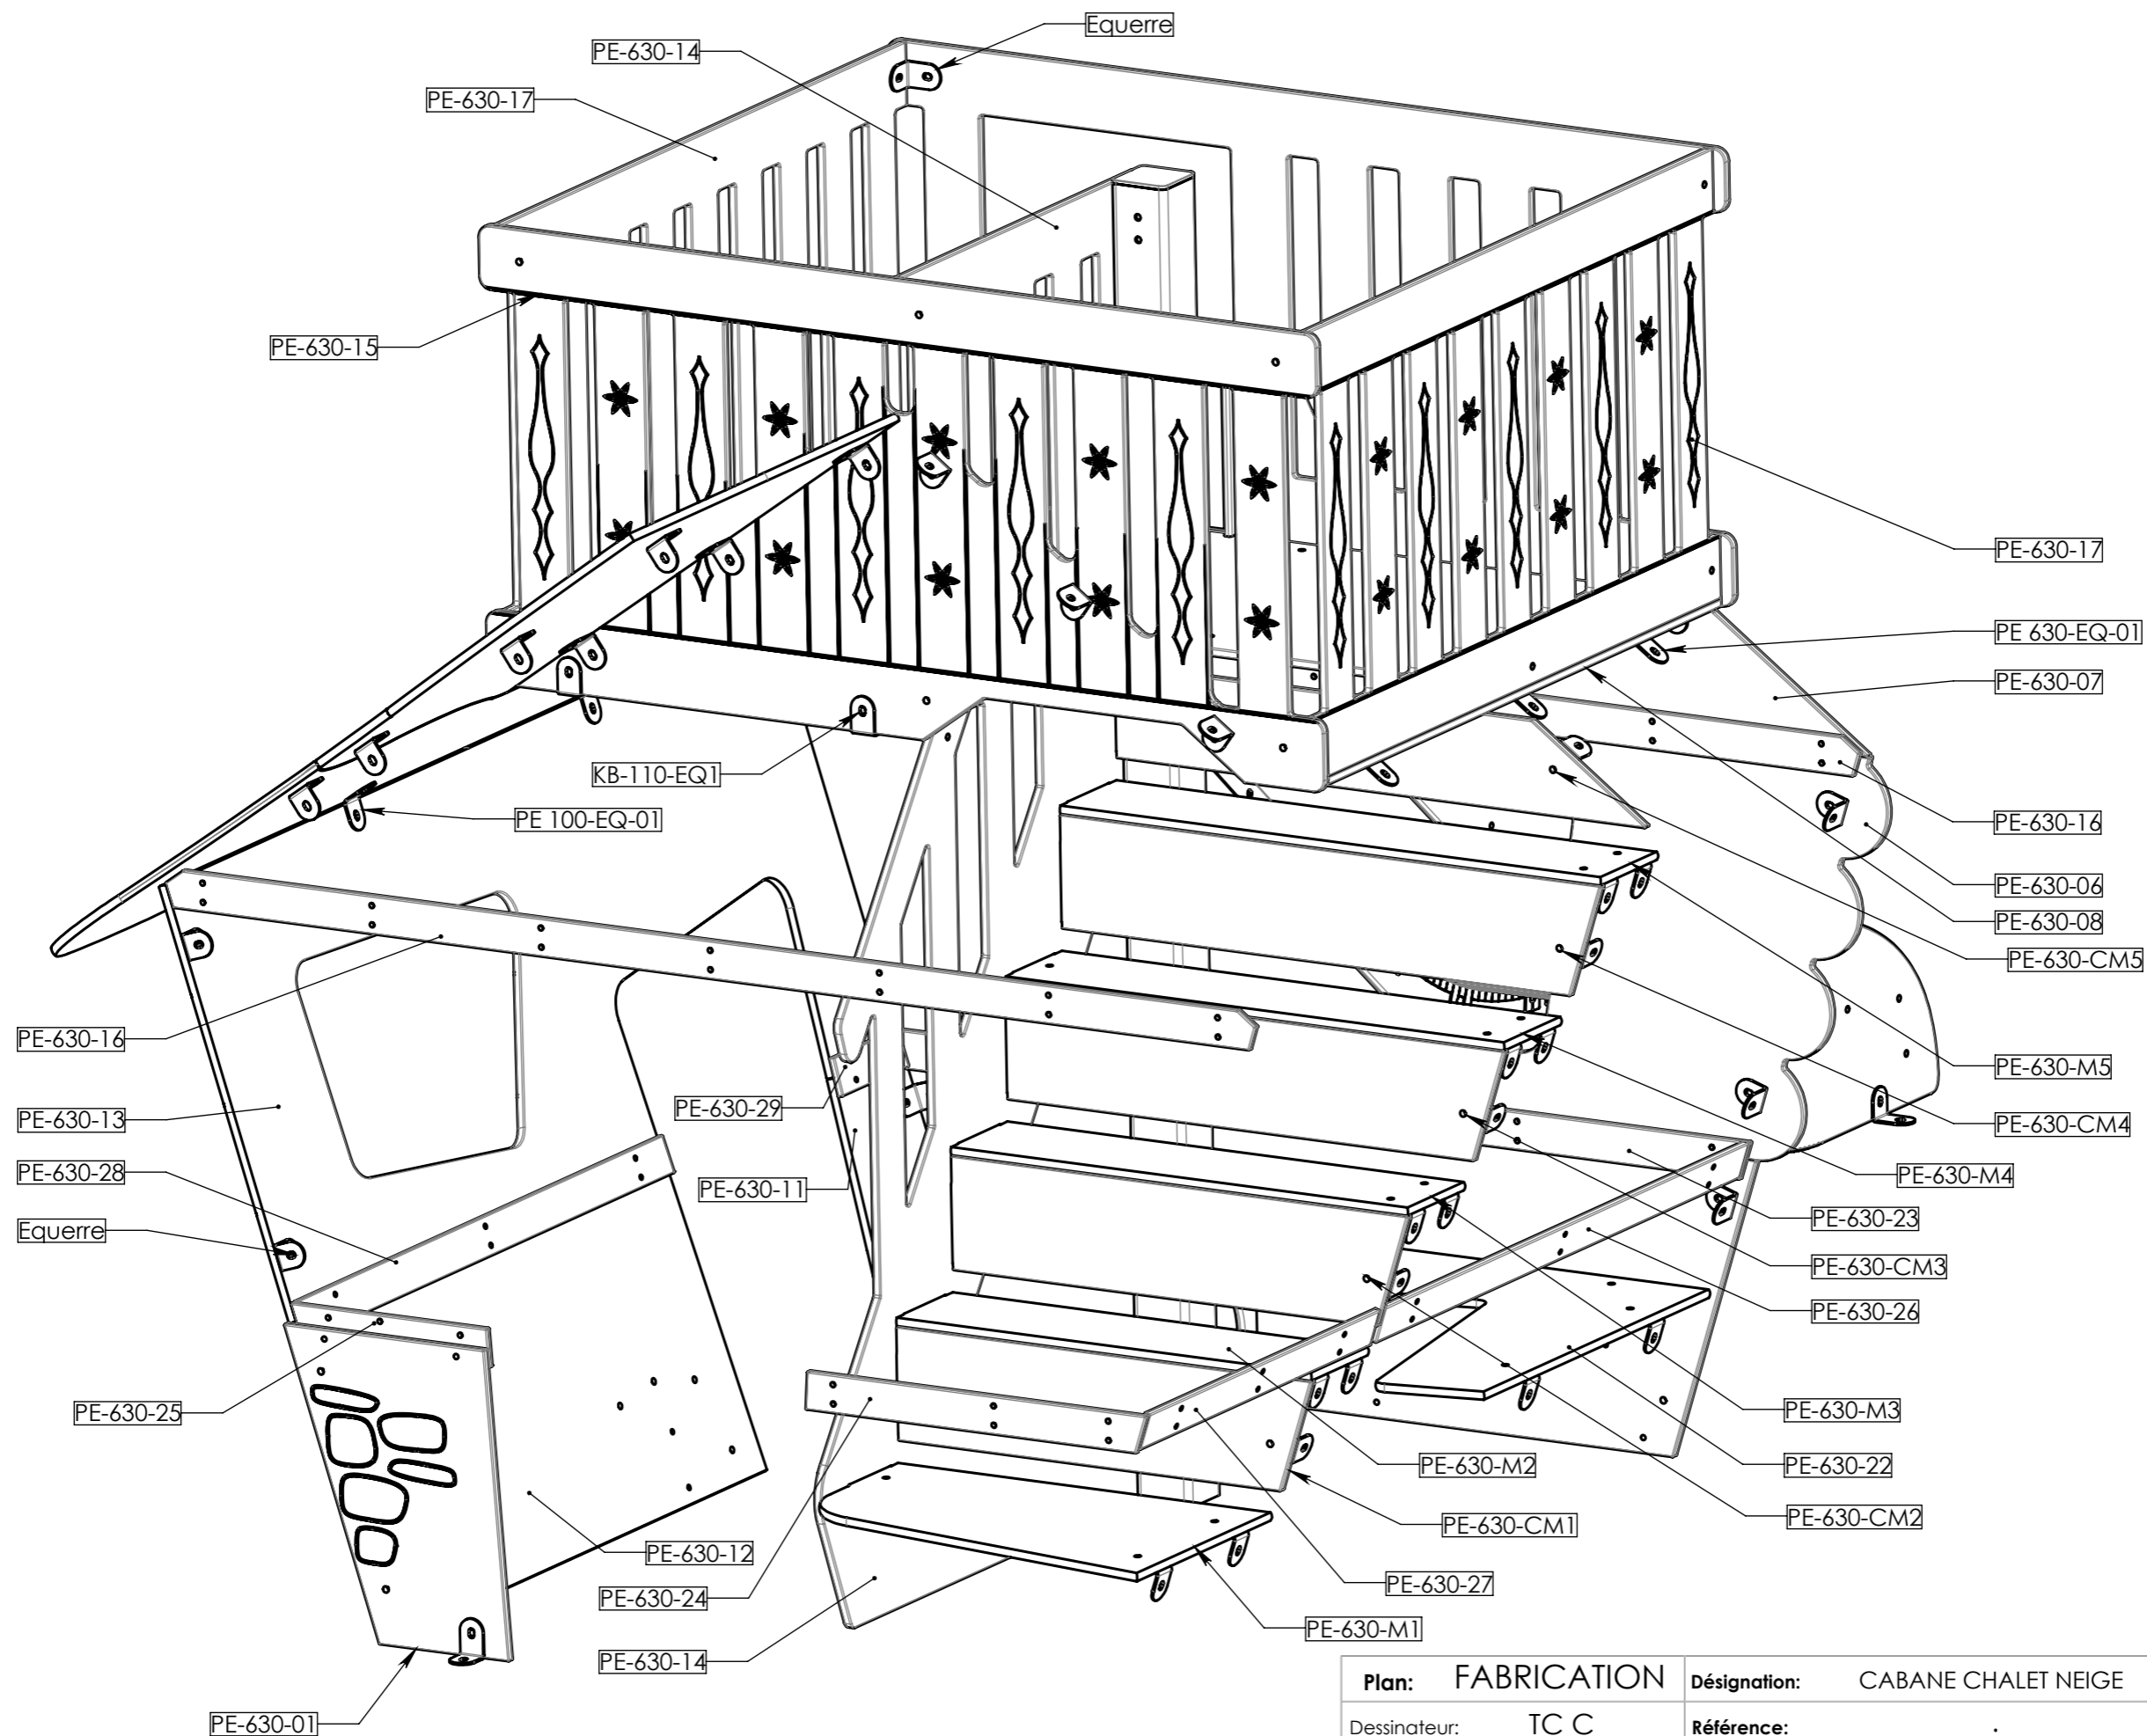 Equerre
PE-630-14
PE-630-17
PE-630-15
PE-630-17
PE 630-EQ-01
PE-630-07
KB-110-EQ1
PE 100-EQ-01
PE-630-16
PE-630-06
PE-630-08
PE-630-CM5
PE-630-16
PE-630-M5
PE-630-13
PE-630-29
PE-630-CM4
PE-630-28
PE-630-M4
PE-630-11
PE-630-23
Equerre
PE-630-CM3
PE-630-26
PE-630-25
PE-630-M3
PE-630-M2
PE-630-22
PE-630-CM2
PE-630-CM1
PE-630-12
PE-630-27
PE-630-24
PE-630-M1
PE-630-14
PE-630-01
Plan: FABRICATION
Désignation: CABANE CHALET NEIGE
Dessinateur: TC C
Référence: .